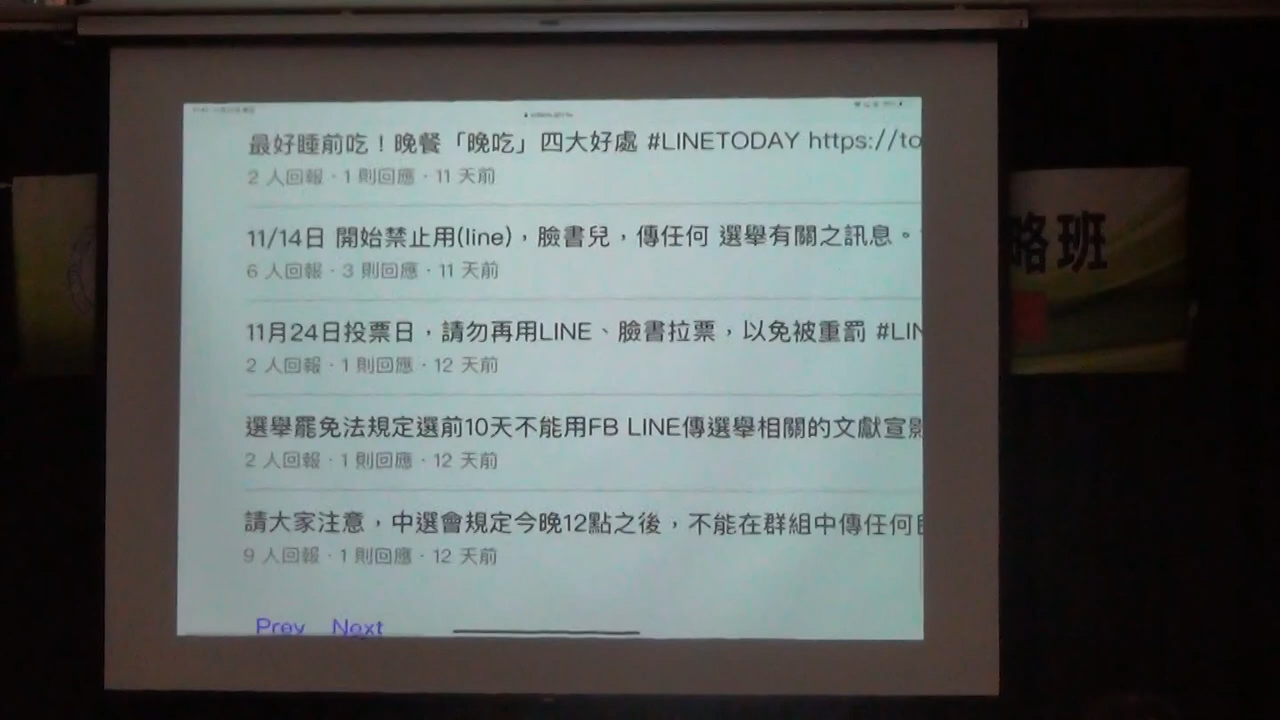 最好睡前吃！晚餐「晚吃」四大好處 #LINETODAY https://to
2 人回報 · 1 則回應 · 11 天前
11/14日 開始禁止用(line)，臉書兒，傳任何 選舉有關之訊息。
6 人回報 · 3 則回應 · 11 天前
11月24日投票日，請勿再用LINE、臉書拉票，以免被重罰 #LIN
2 人回報 · 1 則回應 · 12 天前
選舉罷免法規定選前10天不能用FB LINE傳選舉相關的文獻宣影
2 人回報 · 1 則回應 · 12 天前
請大家注意，中選會規定今晚12點之後，不能在群組中傳任何
9 人回報 · 1 則回應 · 12 天前
Prev Next
略班